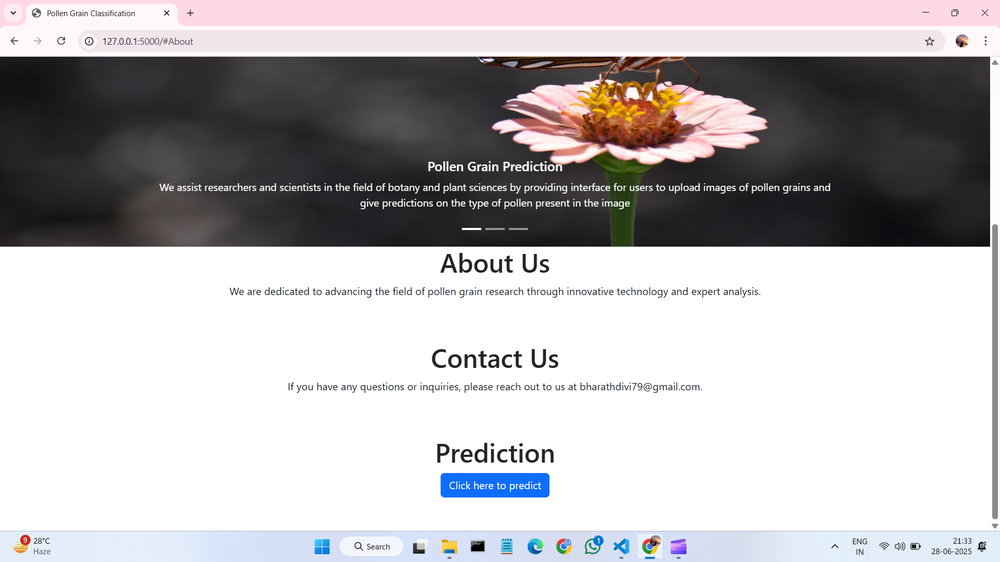 Pollen Grain Classification
127.0.0.1:5000/#About
Pollen Grain Prediction
We assist researchers and scientists in the field of botany and plant sciences by providing interface for users to upload images of pollen grains and
give predictions on the type of pollen present in the image
About Us
We are dedicated to advancing the field of pollen grain research through innovative technology and expert analysis.
Contact Us
If you have any questions or inquiries, please reach out to us at bharathdivi79@gmail.com.
Prediction
Click here to predict
9
28°C
Haze
Search
1
ENG
IN
21:33
28-06-2025